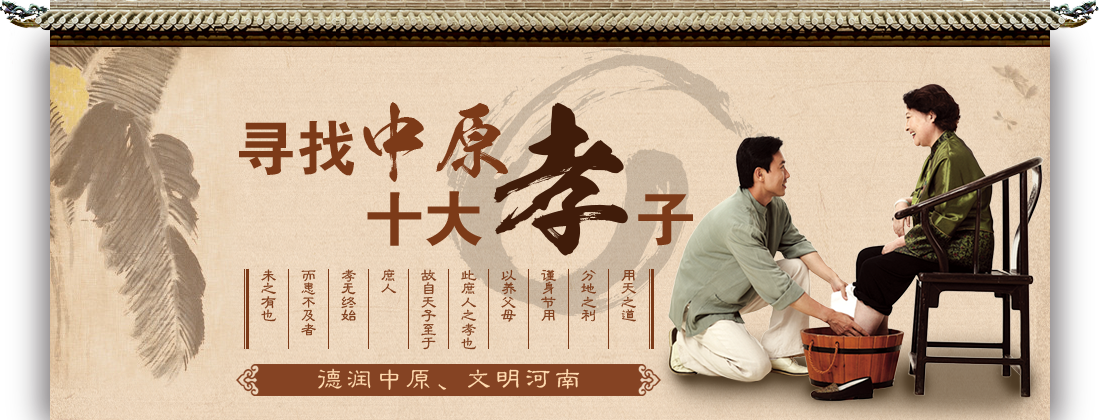 寻找中原
十大孝子
用天之道
分地之利
谨身节用
以养父母
此庶人之孝也
故自天子至于
庶人
孝无终始
而患不及者
未之有也
德润中原、文明河南